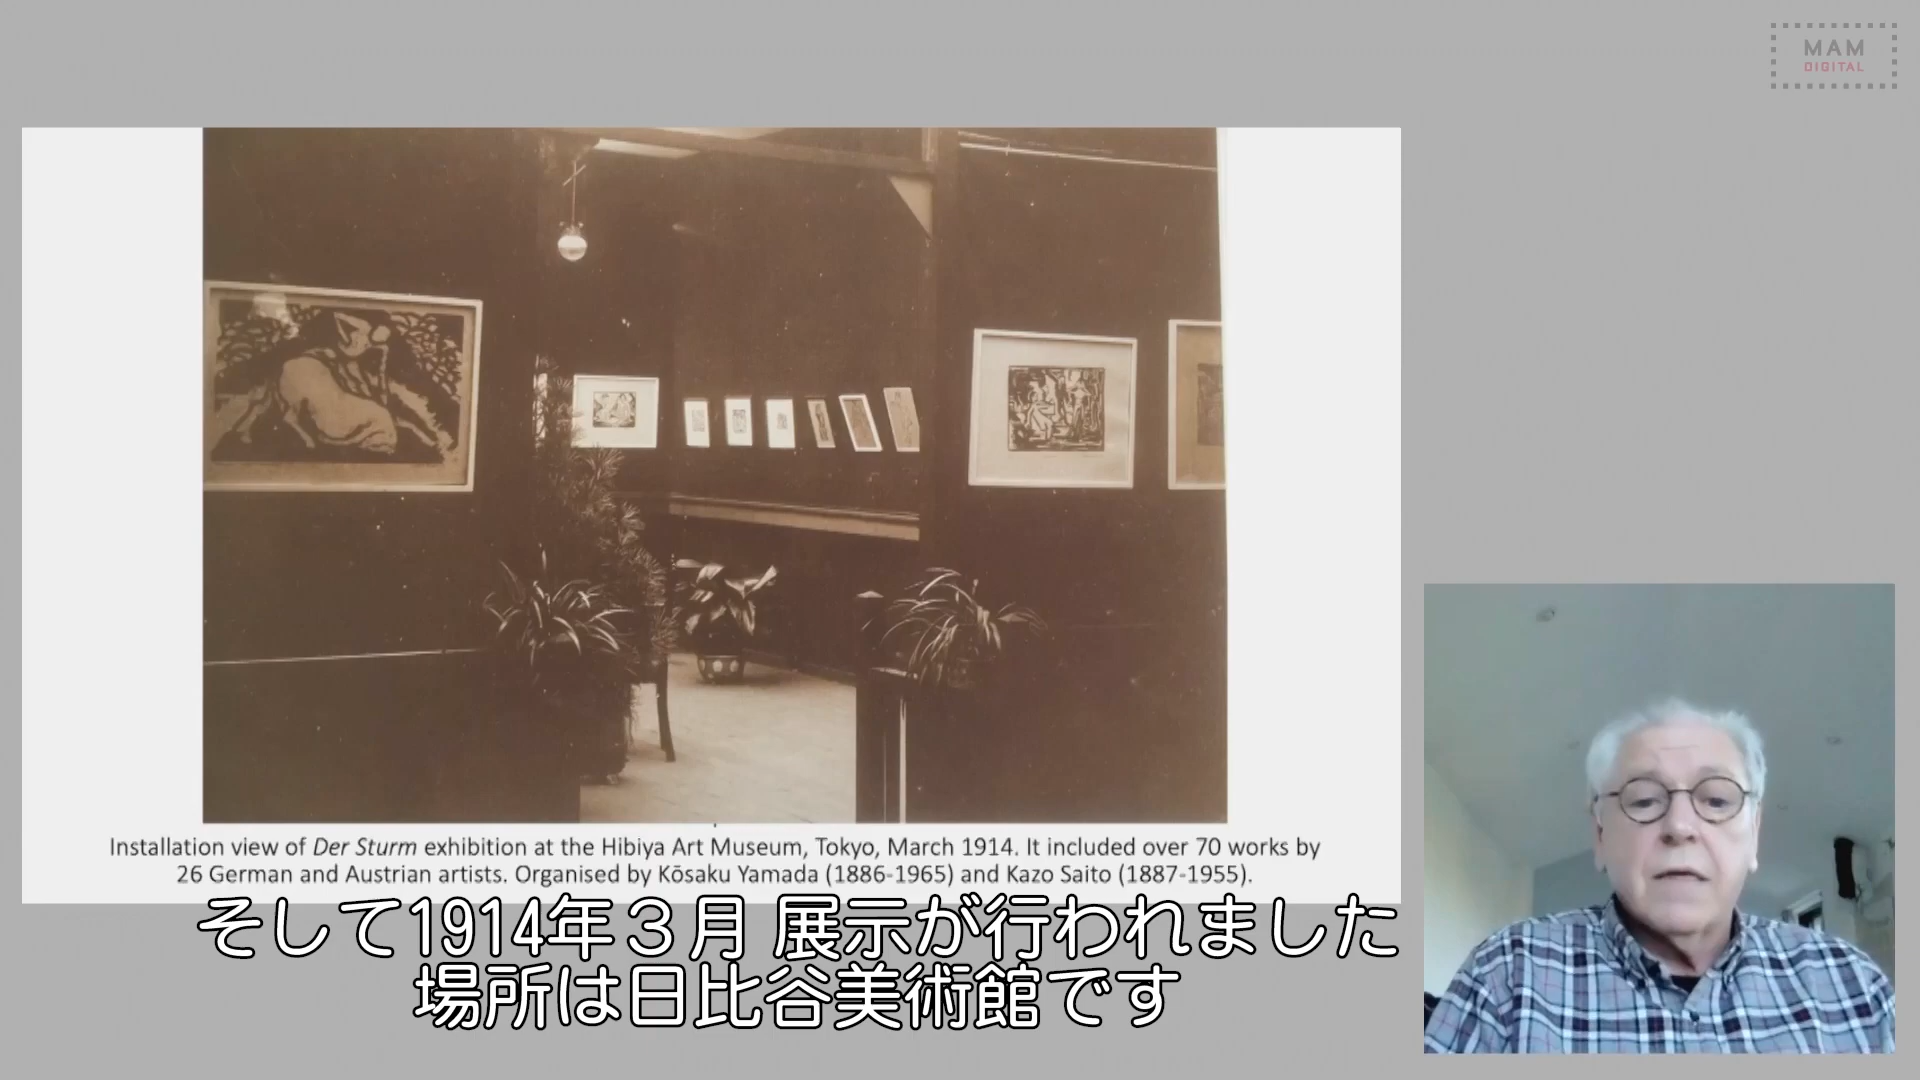 MAM
DIGITAL
Installation view of Der Sturm exhibition at the Hibiya Art Museum, Tokyo, March 1914. It included over 70 works by
26 German and Austrian artists. Organised by Kōsaku Yamada (1886-1965) and Kazo Saito (1887-1955).
そして1914年３月 展示が行われました
場所は日比谷美術館です